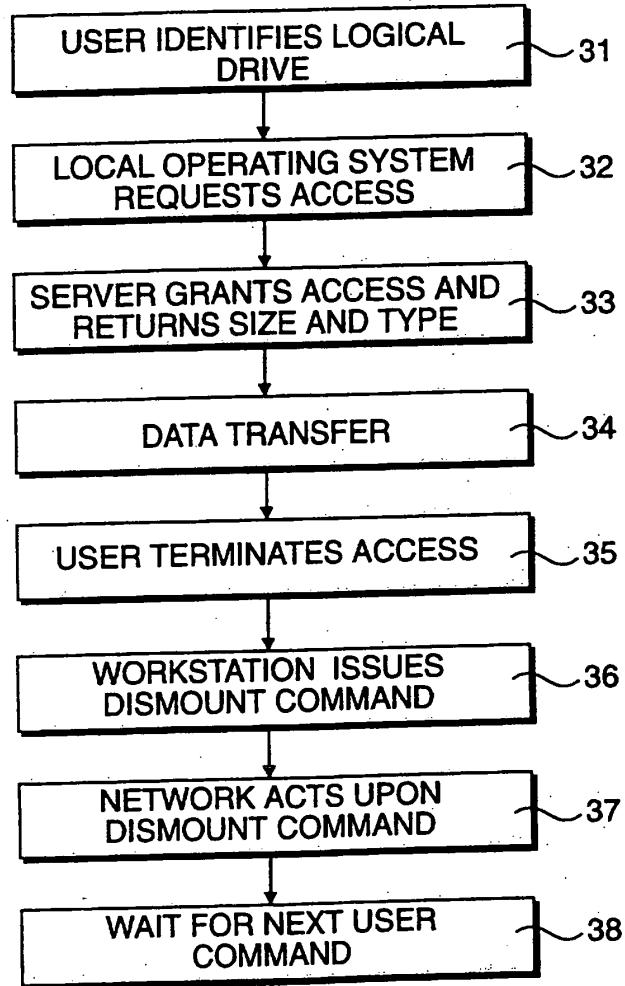 USER IDENTIFIES LOGICAL
DRIVE
31
LOCAL OPERATING SYSTEM
REQUESTS ACCESS
32
SERVER GRANTS ACCESS AND
RETURNS SIZE AND TYPE
33
DATA TRANSFER
34
USER TERMINATES ACCESS
35
WORKSTATION ISSUES
DISMOUNT COMMAND
36
NETWORK ACTS UPON
DISMOUNT COMMAND
37
WAIT FOR NEXT USER
COMMAND
38